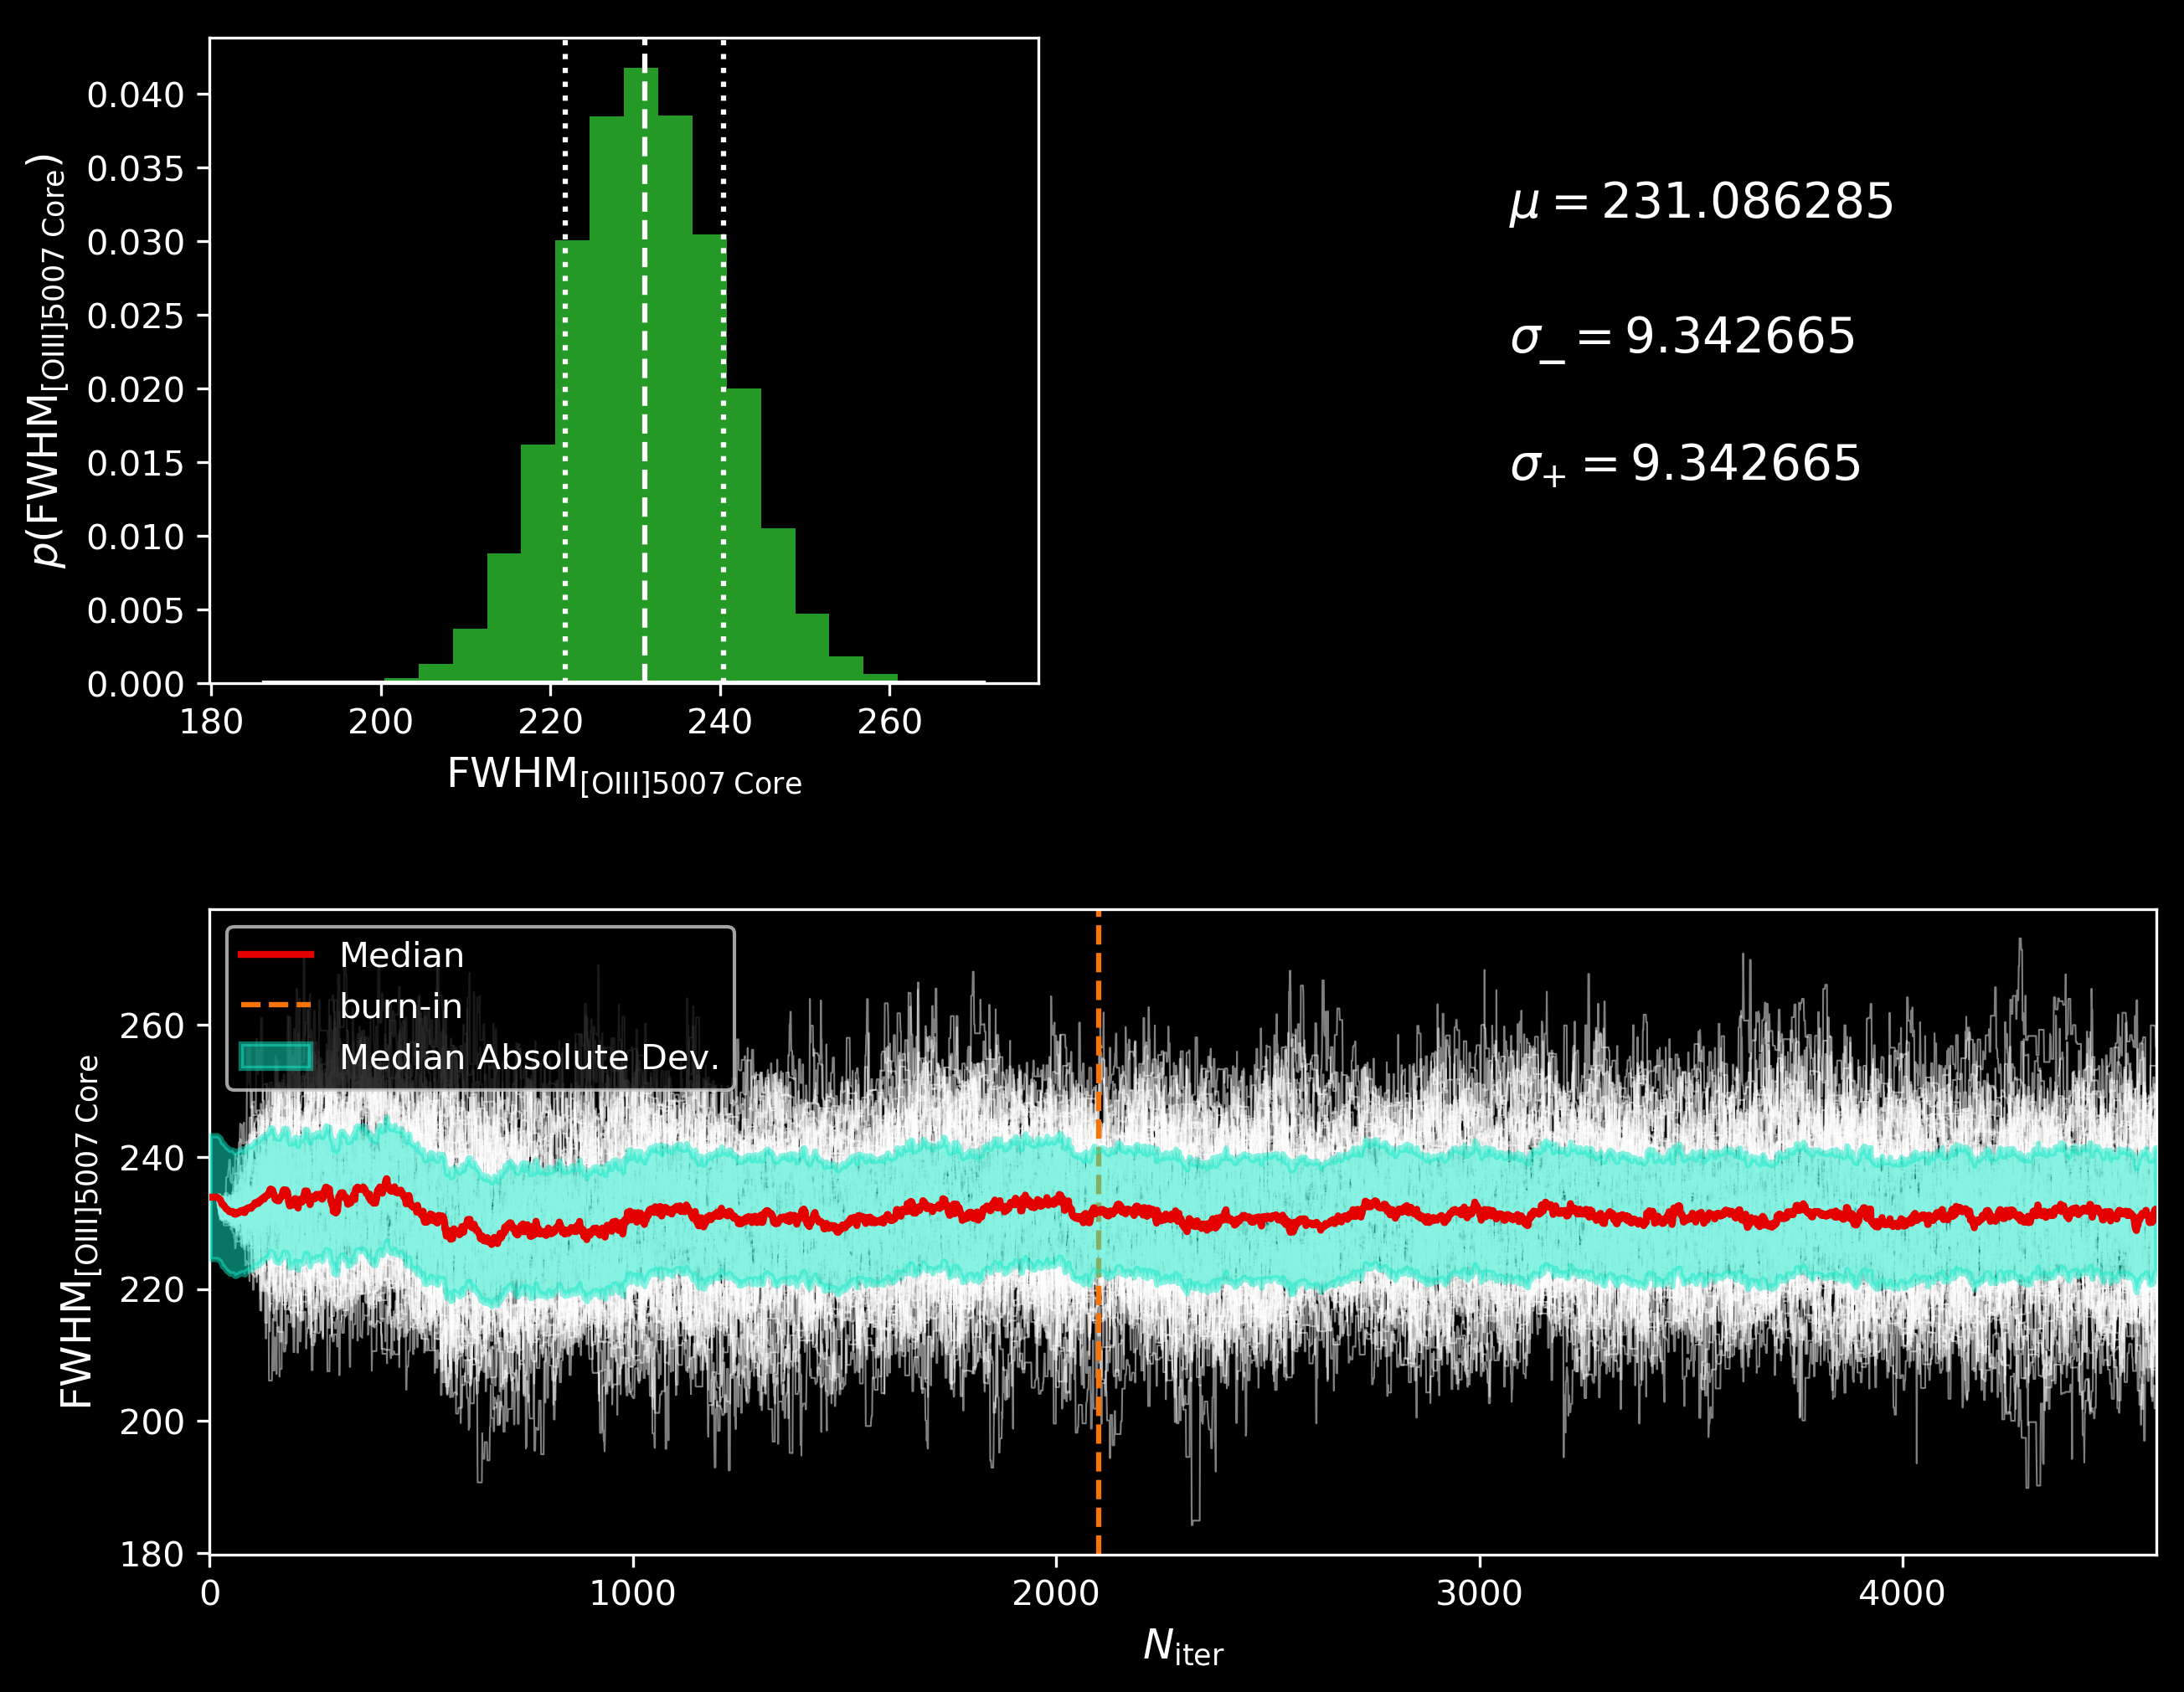 0.040
0.035
0.030
0.025
0.020
0.015
0.010
0.005
0.000
p(FWHM[OIII]5007 Core)
180 200 220 240 260
FWHM[OIII]5007 Core
μ = 231.086285
σ_ = 9.342665
σ+ = 9.342665
Median
burn-in
Median Absolute Dev.
260
240
220
200
180
FWHM[OIII]5007 Core
0 1000 2000 3000 4000
Niter